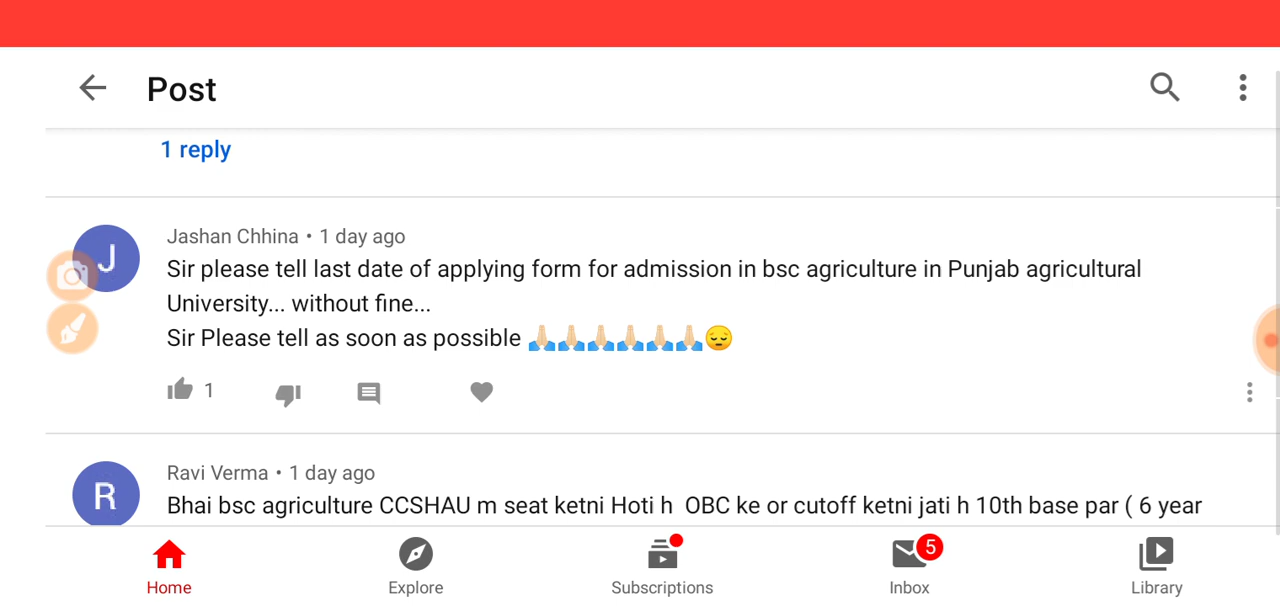 Post
1 reply
J
Jashan Chhina • 1 day ago
Sir please tell last date of applying form for admission in bsc agriculture in Punjab agricultural
University... without fine...
Sir Please tell as soon as possible 🙏🏻🙏🏻🙏🏻🙏🏻🙏🏻🙏🏻😔
1
R
Ravi Verma • 1 day ago
Bhai bsc agriculture CCSHAU m seat ketni Hoti h OBC ke or cutoff ketni jati h 10th base par ( 6 year
5
Home Explore Subscriptions Inbox Library